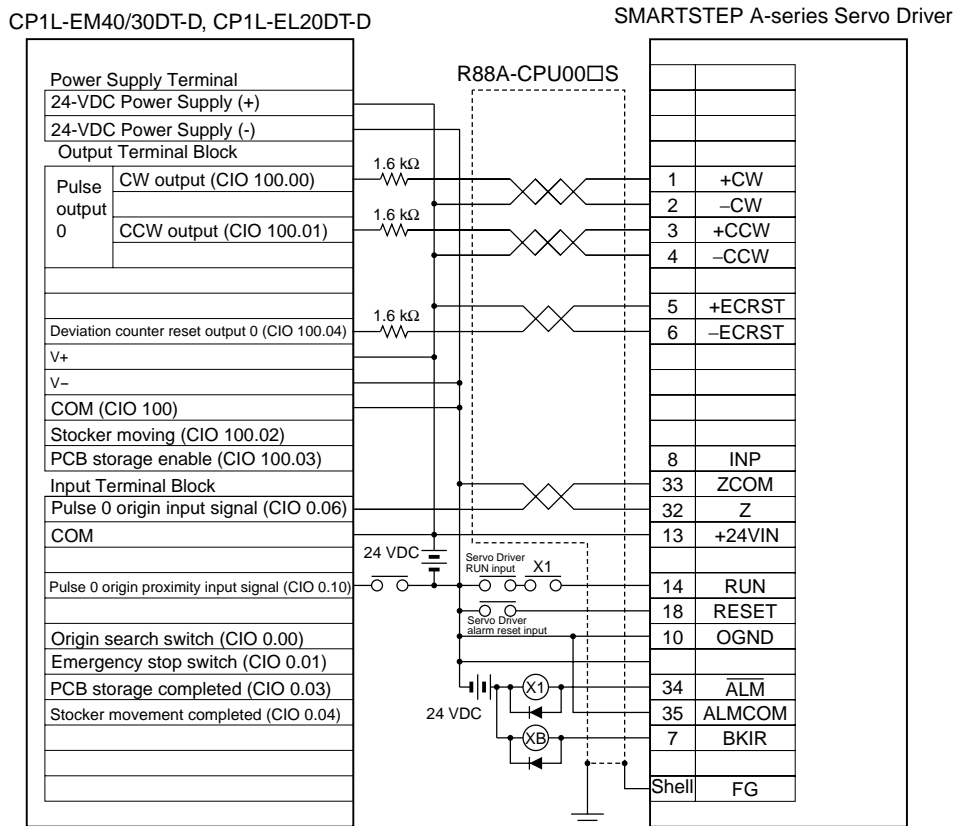 CP1L-EM40/30DT-D, CP1L-EL20DT-D
SMARTSTEP A-series Servo Driver
R88A-CPU00□S
Power Supply Terminal
24-VDC Power Supply (+)
24-VDC Power Supply (-)
Output Terminal Block
Pulse output 0
CW output (CIO 100.00)
CCW output (CIO 100.01)
1.6 kΩ
1.6 kΩ
1.6 kΩ
Deviation counter reset output 0 (CIO 100.04)
V+
V−
COM (CIO 100)
Stocker moving (CIO 100.02)
PCB storage enable (CIO 100.03)
Input Terminal Block
Pulse 0 origin input signal (CIO 0.06)
COM
Pulse 0 origin proximity input signal (CIO 0.10)
Origin search switch (CIO 0.00)
Emergency stop switch (CIO 0.01)
PCB storage completed (CIO 0.03)
Stocker movement completed (CIO 0.04)
24 VDC
Servo Driver
RUN input
X1
Servo Driver
alarm reset input
24 VDC
X1
XB
1 +CW
2 −CW
3 +CCW
4 −CCW
5 +ECRST
6 −ECRST
8 INP
33 ZCOM
32 Z
13 +24VIN
14 RUN
18 RESET
10 OGND
34 A̅L̅M̅
35 ALMCOM
7 BKIR
Shell FG